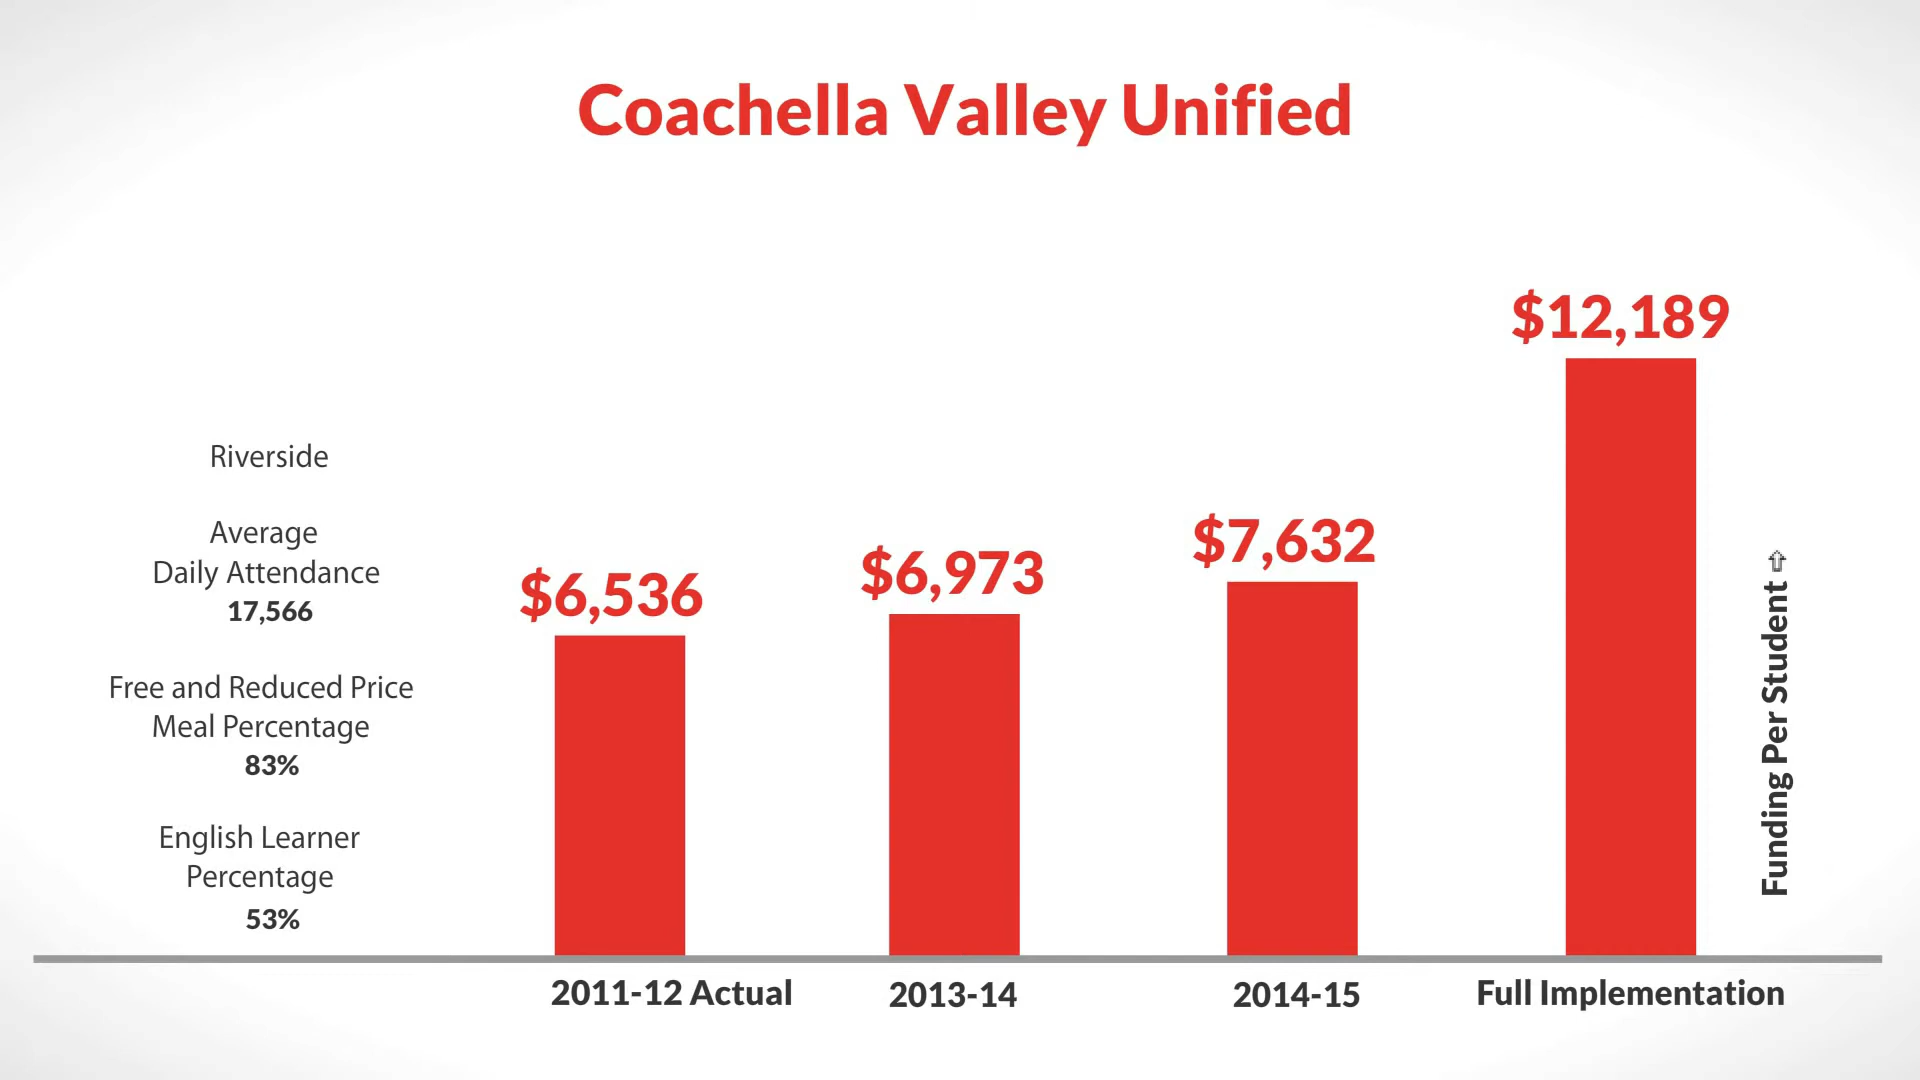 Coachella Valley Unified
Riverside
Average
Daily Attendance
17,566
Free and Reduced Price
Meal Percentage
83%
English Learner
Percentage
53%
$6,536
$6,973
$7,632
$12,189
2011-12 Actual
2013-14
2014-15
Full Implementation
Funding Per Student ⇧